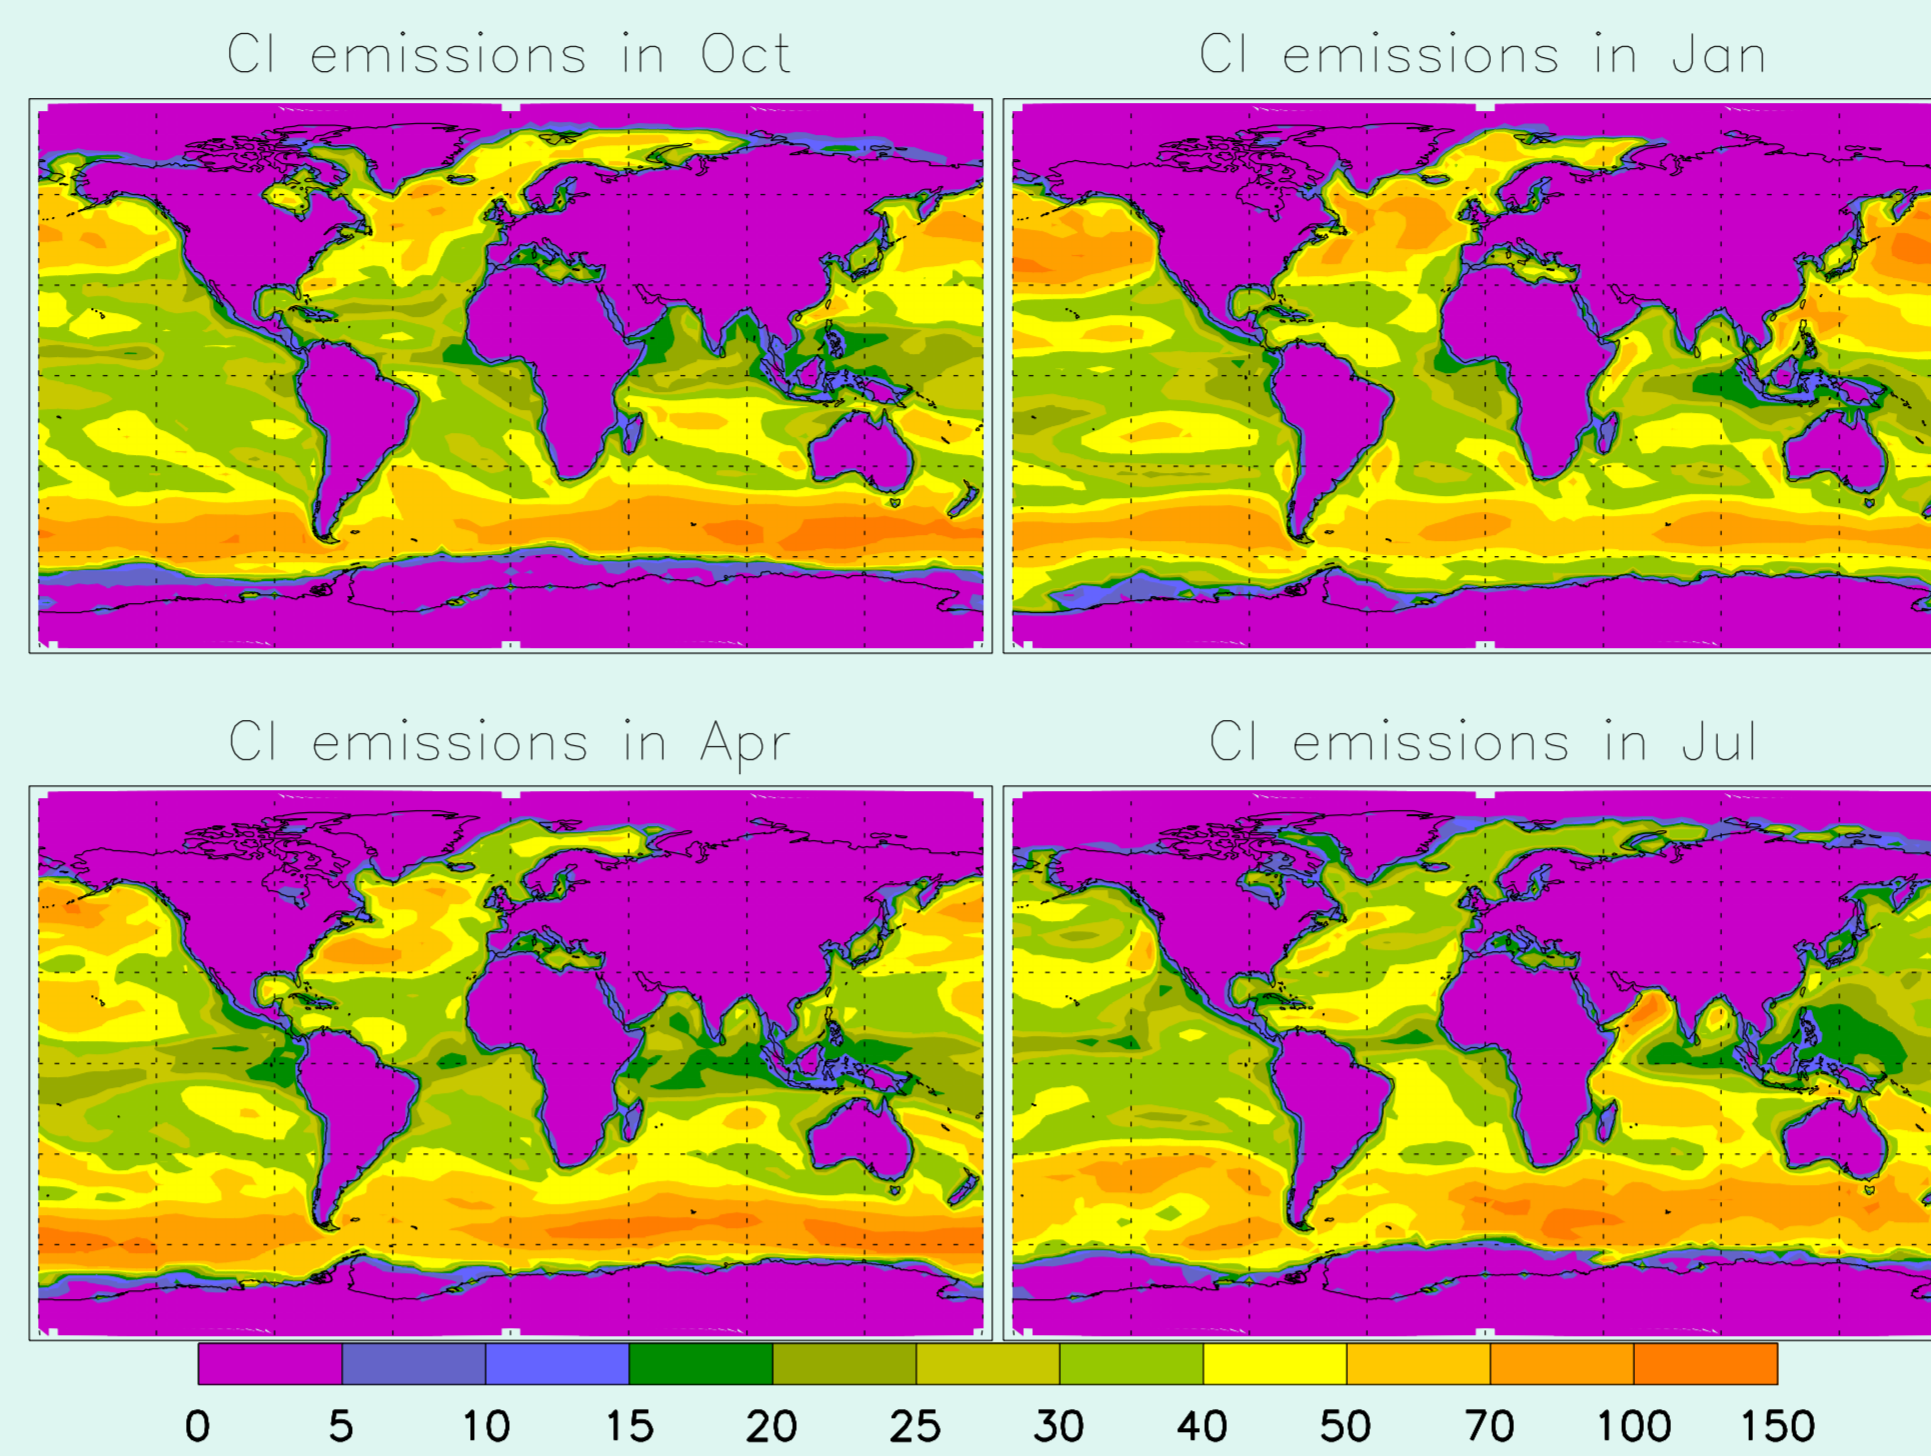 Cl emissions in Oct
Cl emissions in Jan
Cl emissions in Apr
Cl emissions in Jul
0 5 10 15 20 25 30 40 50 70 100 150